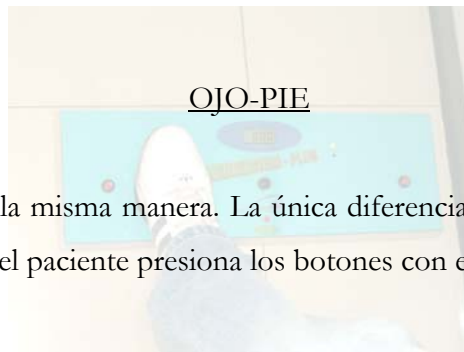 OJO-PIE
la misma manera. La única diferencia
el paciente presiona los botones con e